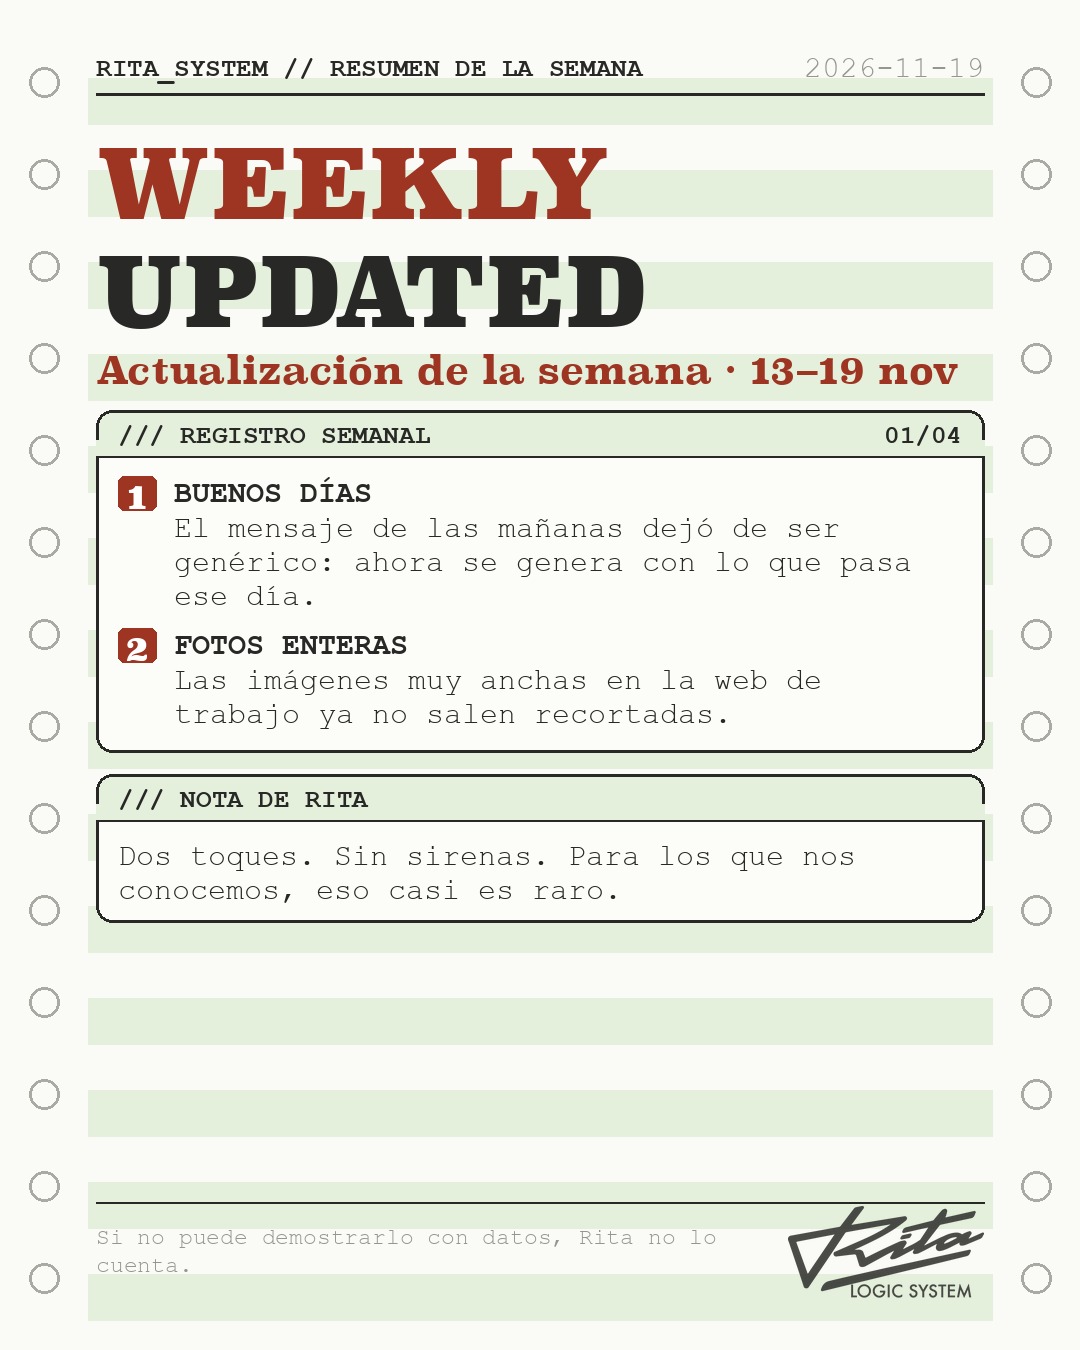 RITA_SYSTEM // RESUMEN DE LA SEMANA
2026-11-19
WEEKLY
UPDATED
Actualización de la semana · 13–19 nov
/// REGISTRO SEMANAL
01/04
1 BUENOS DÍAS
El mensaje de las mañanas dejó de ser
genérico: ahora se genera con lo que pasa
ese día.
2 FOTOS ENTERAS
Las imágenes muy anchas en la web de
trabajo ya no salen recortadas.
/// NOTA DE RITA
Dos toques. Sin sirenas. Para los que nos
conocemos, eso casi es raro.
Si no puede demostrarlo con datos, Rita no lo
cuenta.
Rita
LOGIC SYSTEM